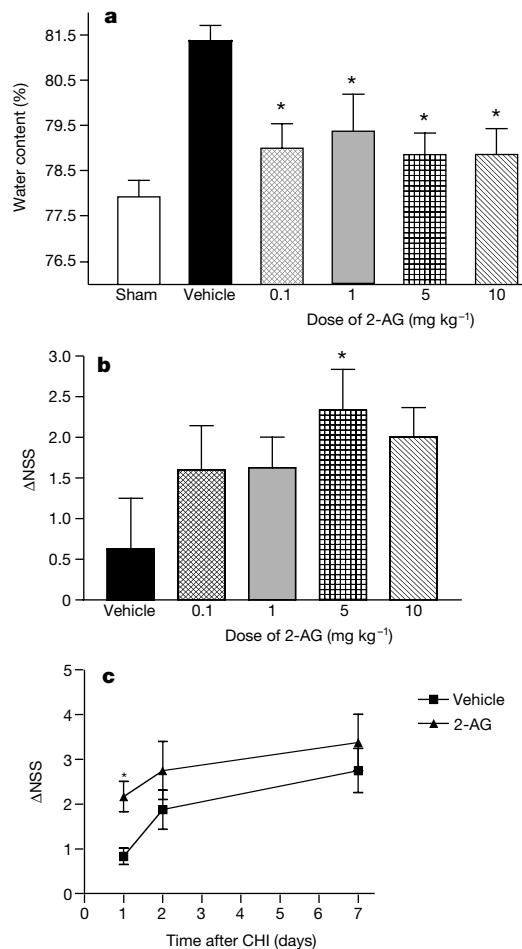 a
Water content (%)
81.5
80.5
79.5
78.5
77.5
76.5
* * * *
Sham Vehicle 0.1 1 5 10
Dose of 2-AG (mg kg⁻¹)
b
ΔNSS
3.0
2.5
2.0
1.5
1.0
0.5
0
*
Vehicle 0.1 1 5 10
Dose of 2-AG (mg kg⁻¹)
c
ΔNSS
5
4
3
2
1
0
*
Vehicle
2-AG
0 1 2 3 4 5 6 7
Time after CHI (days)